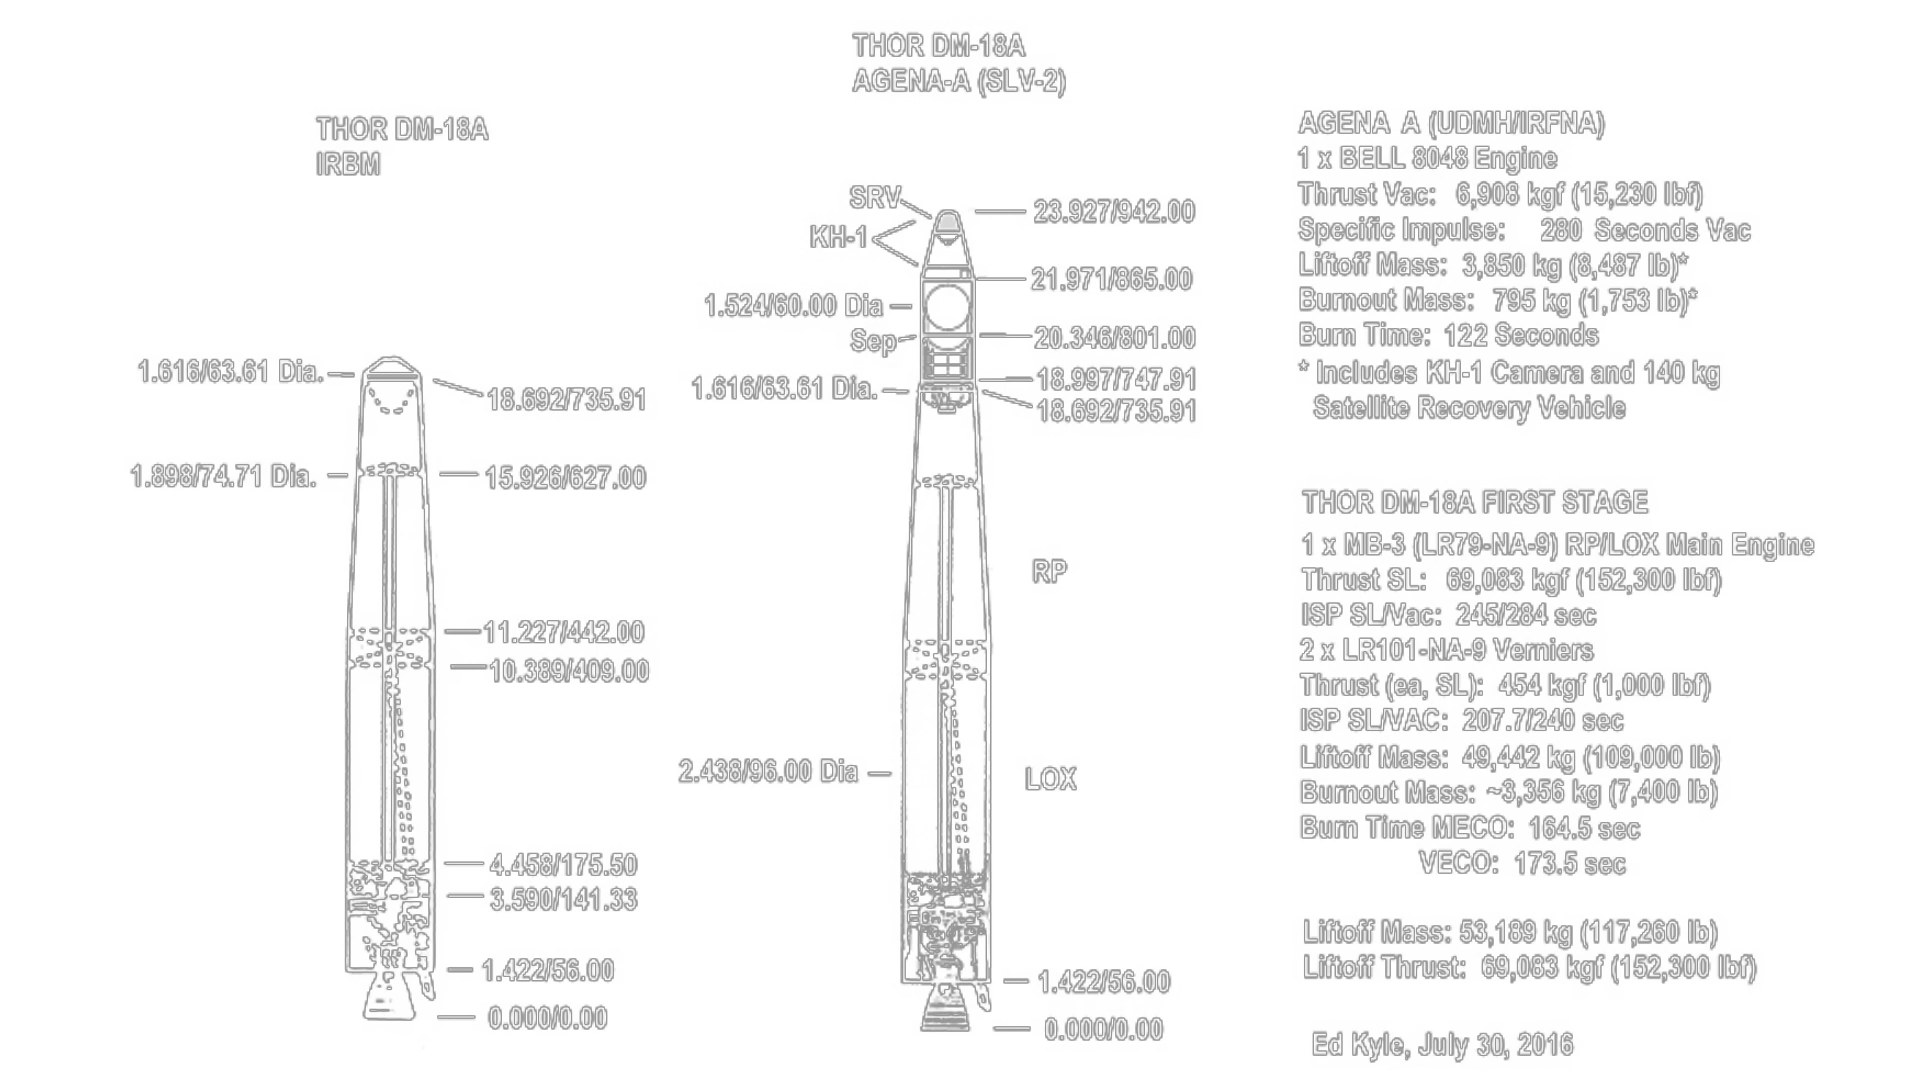 THOR DM-18A
IRBM
1.616/63.61 Dia.
18.692/735.91
1.898/74.71 Dia.
15.926/627.00
11.227/442.00
10.389/409.00
4.458/175.50
3.590/141.33
1.422/56.00
0.000/0.00
THOR DM-18A
AGENA-A (SLV-2)
SRV
23.927/942.00
KH-1
21.971/865.00
1.524/60.00 Dia
Sep
20.346/801.00
18.997/747.91
1.616/63.61 Dia.
18.692/735.91
RP
2.438/96.00 Dia
LOX
1.422/56.00
0.000/0.00
AGENA A (UDMH/IRFNA)
1 x BELL 8048 Engine
Thrust Vac: 6,908 kgf (15,230 lbf)
Specific Impulse: 280 Seconds Vac
Liftoff Mass: 3,850 kg (8,487 lb)*
Burnout Mass: 795 kg (1,753 lb)*
Burn Time: 122 Seconds
* Includes KH-1 Camera and 140 kg
Satellite Recovery Vehicle
THOR DM-18A FIRST STAGE
1 x MB-3 (LR79-NA-9) RP/LOX Main Engine
Thrust SL: 69,083 kgf (152,300 lbf)
ISP SL/Vac: 245/284 sec
2 x LR101-NA-9 Verniers
Thrust (ea, SL): 454 kgf (1,000 lbf)
ISP SL/VAC: 207.7/240 sec
Liftoff Mass: 49,442 kg (109,000 lb)
Burnout Mass: ~3,356 kg (7,400 lb)
Burn Time MECO: 164.5 sec
VECO: 173.5 sec
Liftoff Mass: 53,189 kg (117,260 lb)
Liftoff Thrust: 69,083 kgf (152,300 lbf)
Ed Kyle, July 30, 2016